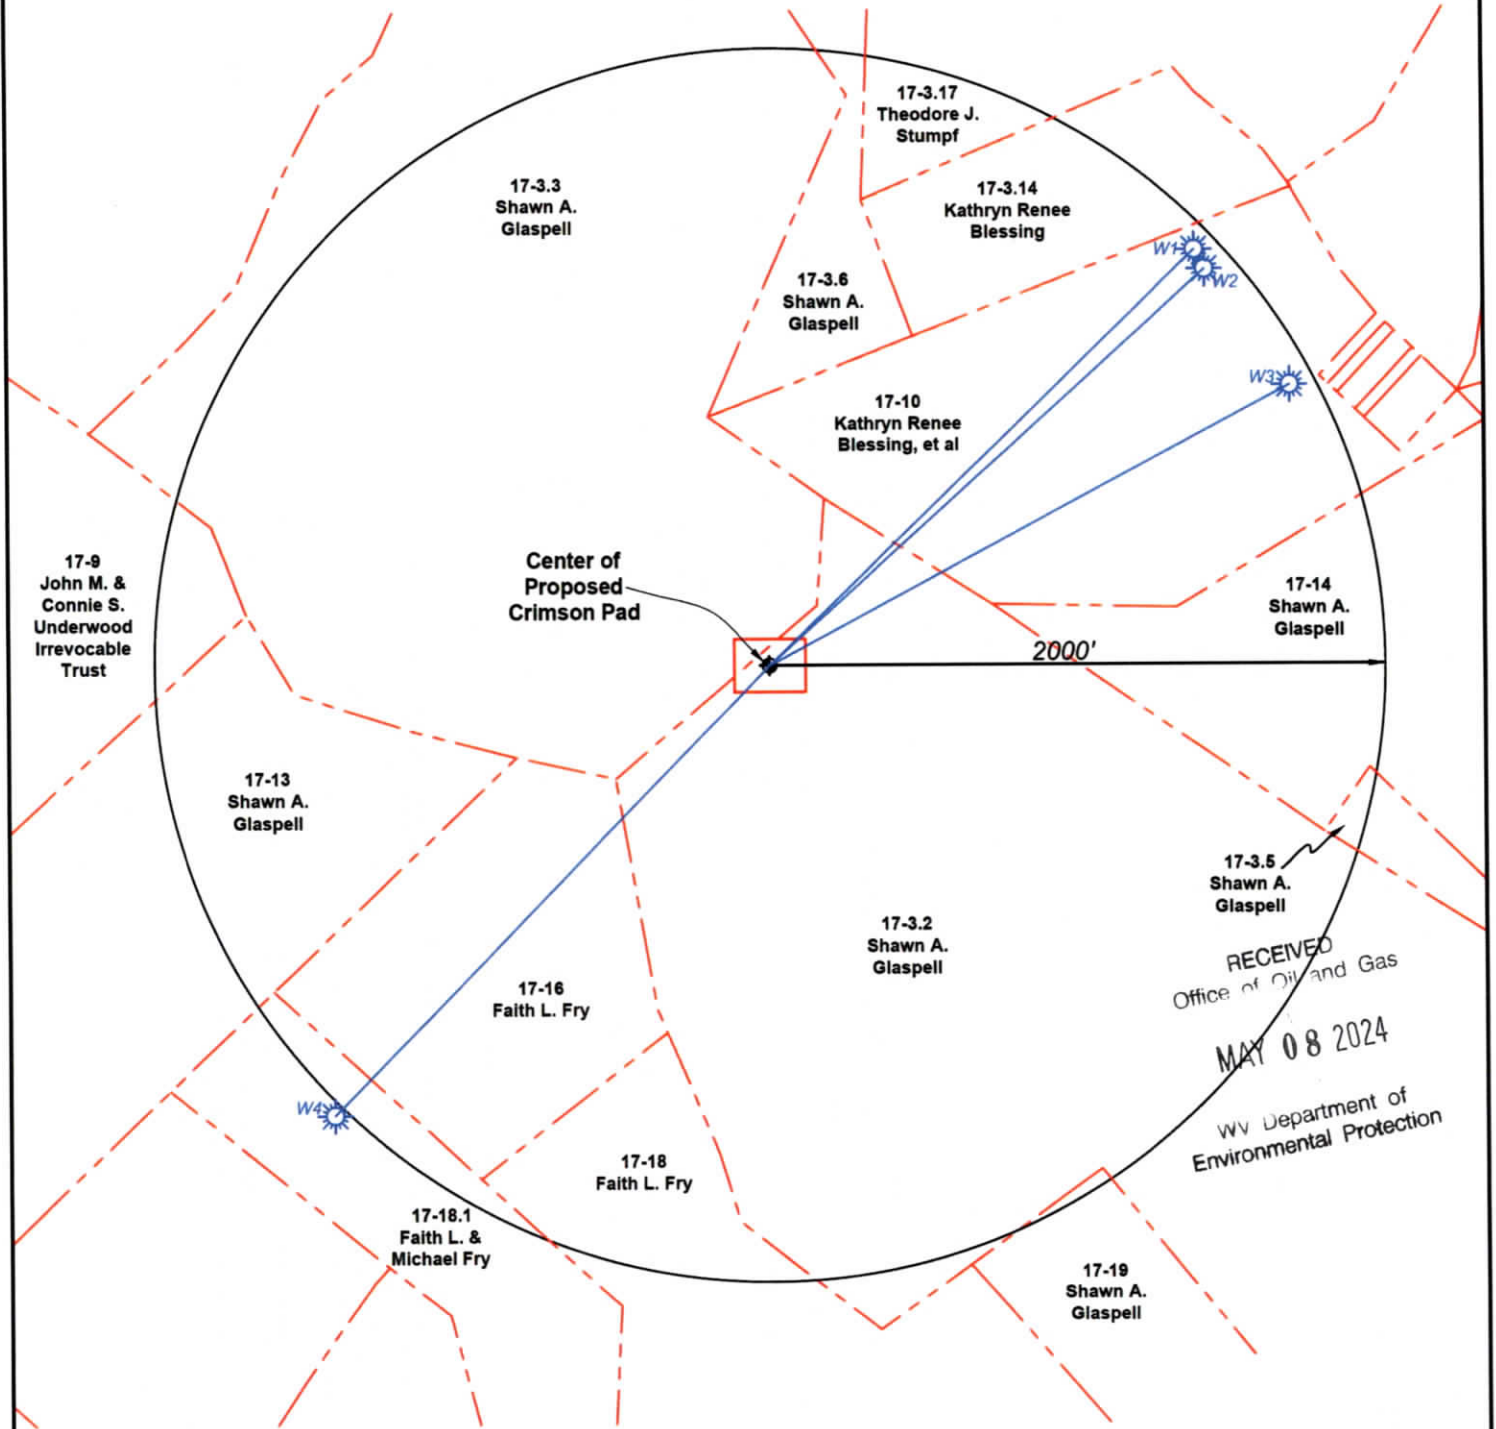 17-3.17
Theodore J.
Stumpf
17-3.3
Shawn A.
Glaspell
17-3.14
Kathryn Renee
Blessing
W1
W2
17-3.6
Shawn A.
Glaspell
W3
17-10
Kathryn Renee
Blessing, et al
17-9
John M. &
Connie S.
Underwood
Irrevocable
Trust
Center of
Proposed
Crimson Pad
17-14
Shawn A.
Glaspell
2000'
17-13
Shawn A.
Glaspell
17-3.5
Shawn A.
Glaspell
17-3.2
Shawn A.
Glaspell
RECEIVED
Office of Oil and Gas
MAY 08 2024
WV Department of
Environmental Protection
17-16
Faith L. Fry
W4
17-18
Faith L. Fry
17-18.1
Faith L. &
Michael Fry
17-19
Shawn A.
Glaspell